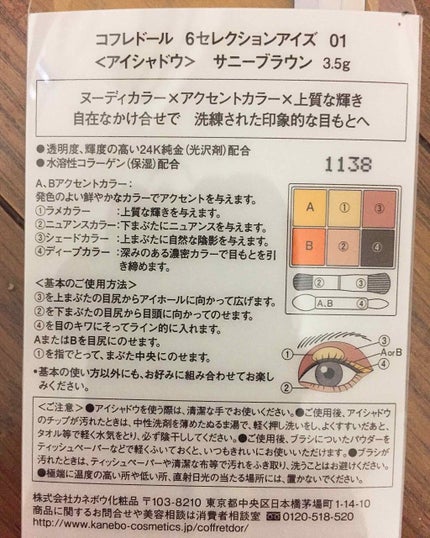 コフレドール 6セレクションアイズ 01
<アイシャドウ> サニーブラウン 3.5g
ヌーディカラー×アクセントカラー×上質な輝き
自在なかけ合せで 洗練された印象的な目もとへ
●透明度、輝度の高い24K純金(光沢剤)配合
●水溶性コラーゲン(保湿)配合
1138
A、Bアクセントカラー:
発色のよい鮮やかなカラーでアクセントを与えます。
①ラメカラー :上質な輝きを与えます。
②ニュアンスカラー:下まぶたにニュアンスを与えます。
③シェードカラー :上まぶたに自然な陰影を与えます。
④ディープカラー :深みのある濃密カラーで目もとを引
き締めます。
A ① ③
B ② ④
② ③
A、B ④
<基本のご使用方法>
③を上まぶたの目尻からアイホールに向かって広げます。
②を下まぶたの目尻から目頭に向かってのせます。
④を目のキワにそってライン的に入れます。
AまたはBを目尻にのせます。
①を指でとって、まぶた中央にのせます。
*基本の使い方以外にも、お好みに組み合わせてお楽し
みください。
① ③
④
A or B
②
<ご注意>●アイシャドウを使う際は、清潔な手でお使いください。●ご使用後、アイシャドウ
のチップが汚れたときは、中性洗剤を薄めたぬるま湯で、軽く押し洗いをし、よくすすいだあと、
タオル等で軽く水気をとり、必ず陰干ししてください。●ご使用後、ブラシについたパウダーを
ティッシュペーパーなどで軽くふいておくと、いつもきれいにお使いいただけます。●ブラシが
汚れたときは、ティッシュペーパーや清潔な布等で汚れをふき取り、洗うことはお避けください。
●極端に温度の高い所や低い所、直射日光の当たる場所には、置かないでください。
株式会社カネボウ化粧品 〒103-8210 東京都中央区日本橋茅場町1-14-10
商品に関するお問合せや美容相談は消費者相談室 0120-518-520
http://www.kanebo-cosmetics.jp/coffretdor/